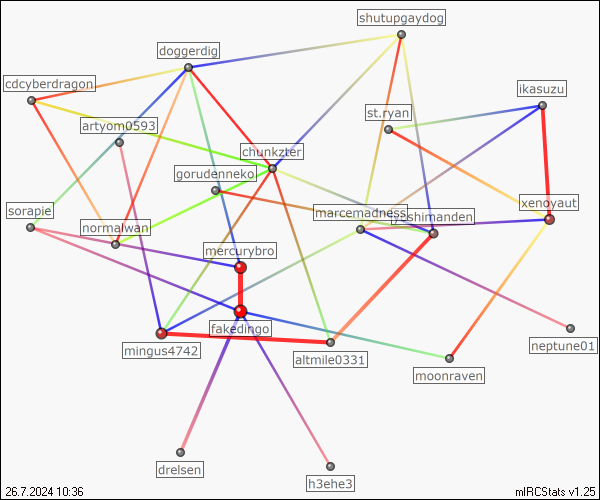 shutupgaydog
doggerdig
cdcyberdragon
ikasuzu
st.ryan
artyom0593
chunkzter
gorudenneko
xenoyaut
sorapie
marcemadness
normalwan
mercurybro
fakedingo
neptune01
mingus4742
altmile0331
moonraven
drelsen
h3ehe3
26.7.2024 10:36
mIRCStats v1.25